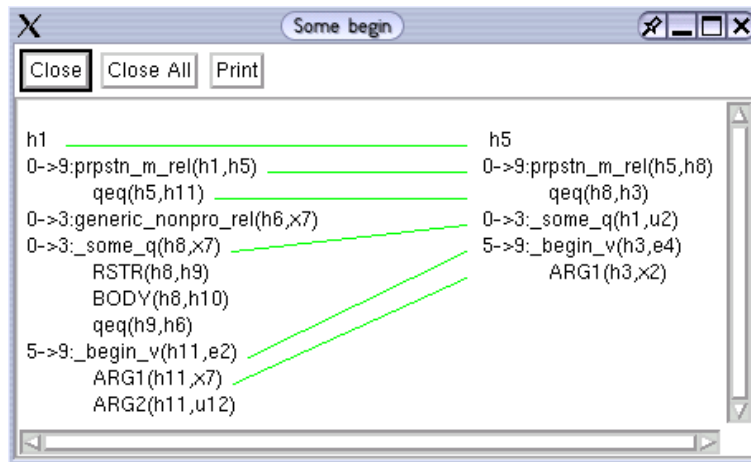 Some begin
Close Close All Print
h1 h5
0->9:prpstn_m_rel(h1,h5) 0->9:prpstn_m_rel(h5,h8)
qeq(h5,h11) qeq(h8,h3)
0->3:generic_nonpro_rel(h6,x7) 0->3:_some_q(h1,u2)
0->3:_some_q(h8,x7) 5->9:_begin_v(h3,e4)
RSTR(h8,h9) ARG1(h3,x2)
BODY(h8,h10)
qeq(h9,h6)
5->9:_begin_v(h11,e2)
ARG1(h11,x7)
ARG2(h11,u12)